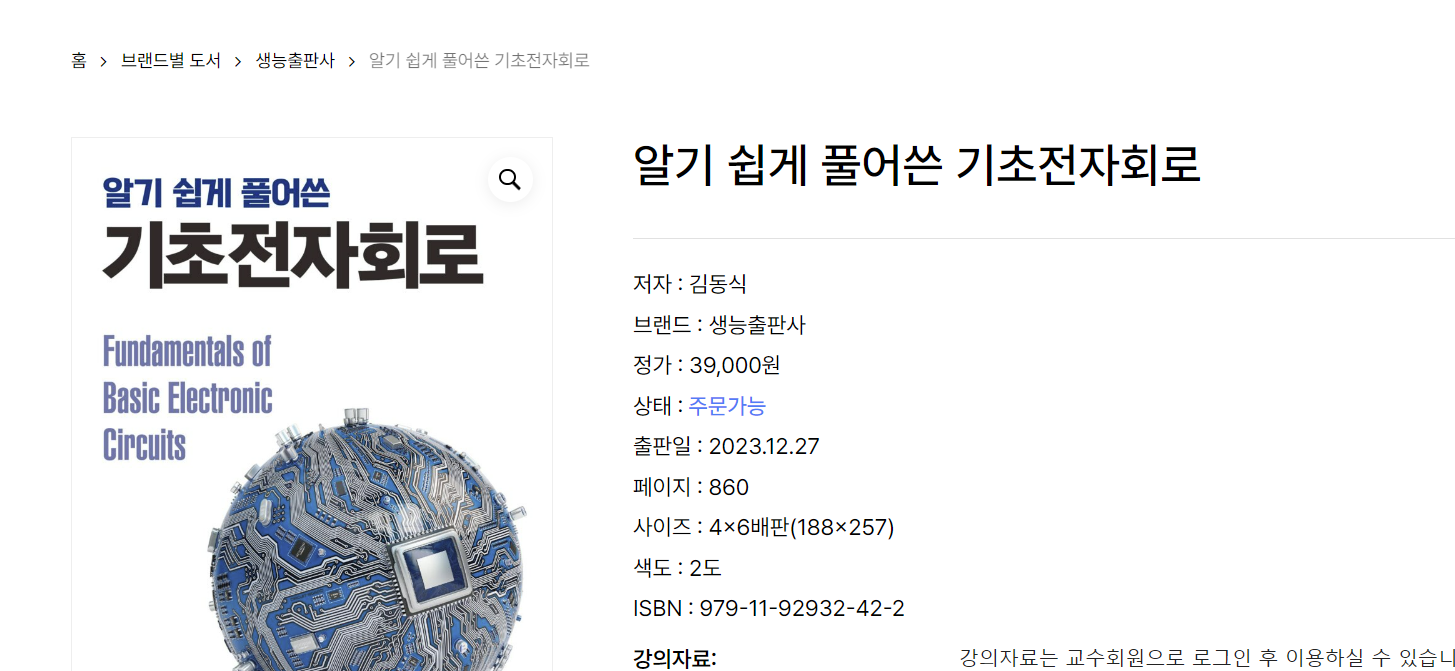 홈 > 브랜드별 도서 > 생능출판사 > 알기 쉽게 풀어쓴 기초전자회로
알기 쉽게 풀어쓴
기초전자회로
Fundamentals of
Basic Electronic
Circuits
알기 쉽게 풀어쓴 기초전자회로
저자 : 김동식
브랜드 : 생능출판사
정가 : 39,000원
상태 : 주문가능
출판일 : 2023.12.27
페이지 : 860
사이즈 : 4×6배판(188×257)
색도 : 2도
ISBN : 979-11-92932-42-2
강의자료: 강의자료는 교수회원으로 로그인 후 이용하실 수 있습니